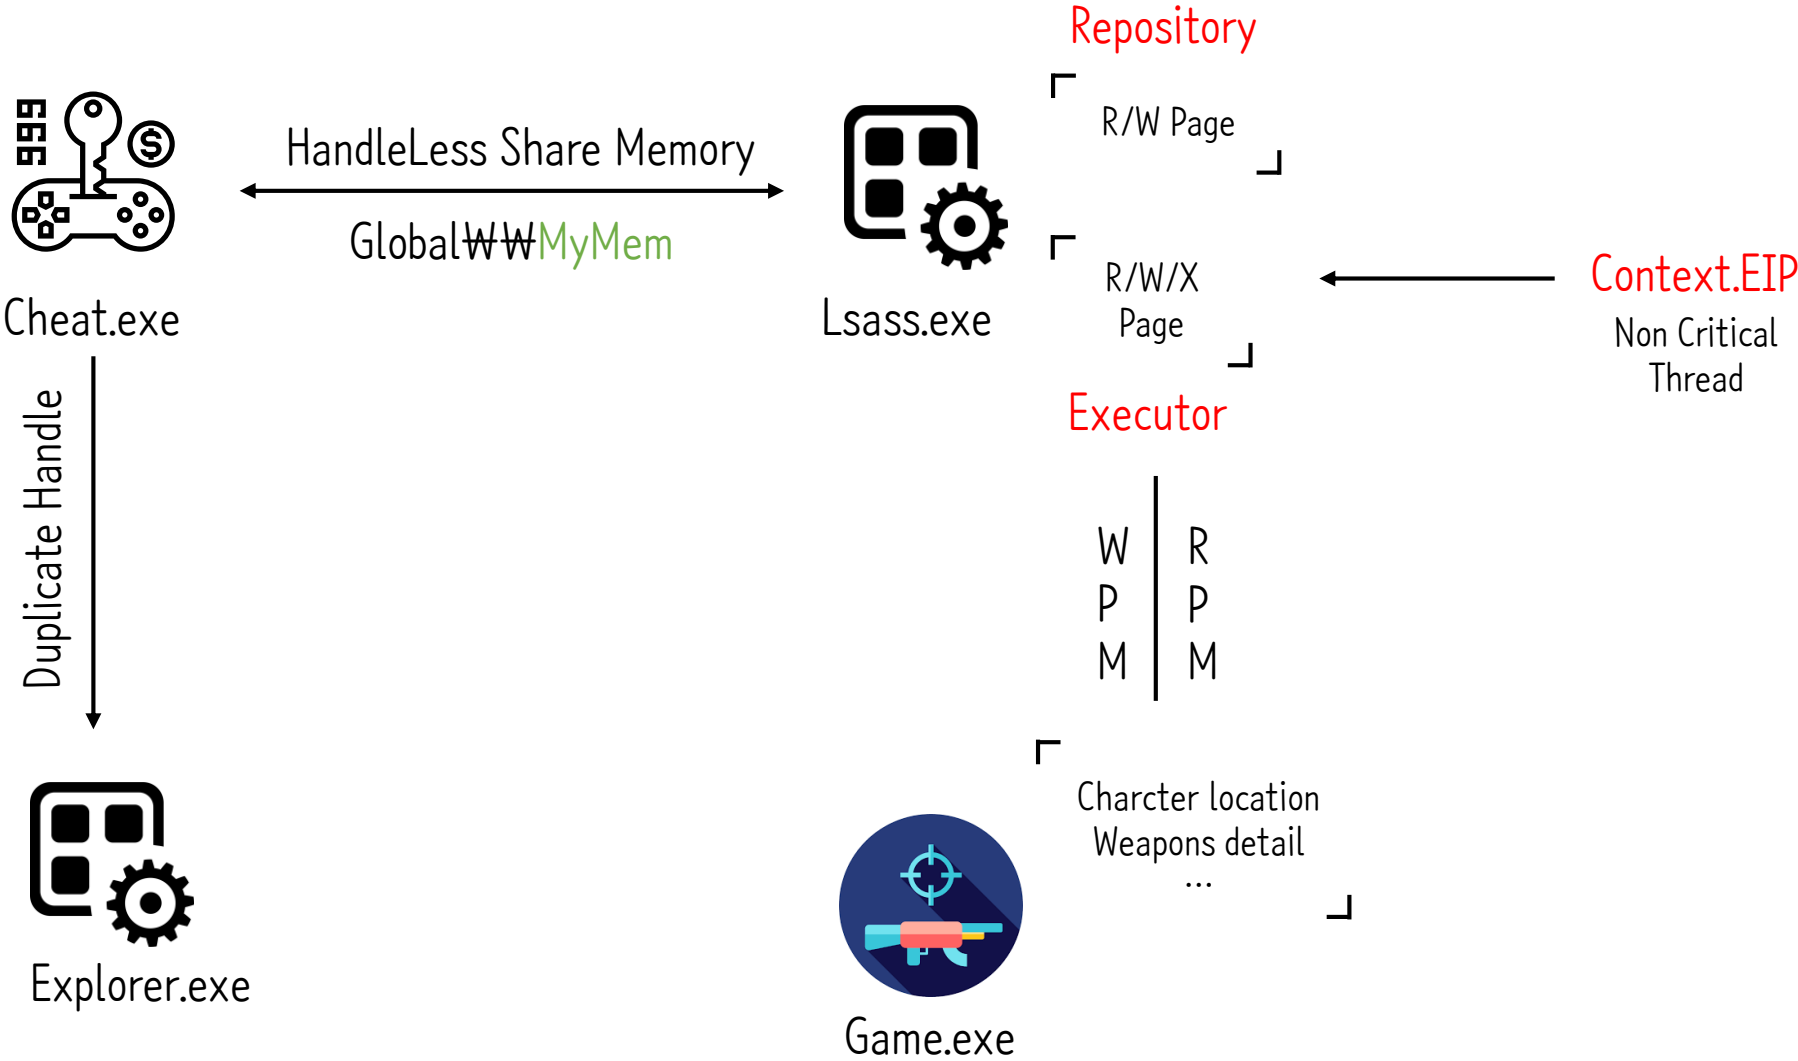 Repository
R/W Page
666
$
HandleLess Share Memory
Global₩₩MyMem
Cheat.exe
Lsass.exe
R/W/X
Page
Context.EIP
Non Critical
Thread
Executor
Duplicate Handle
W R
P P
M M
Charcter location
Weapons detail
...
Explorer.exe
Game.exe